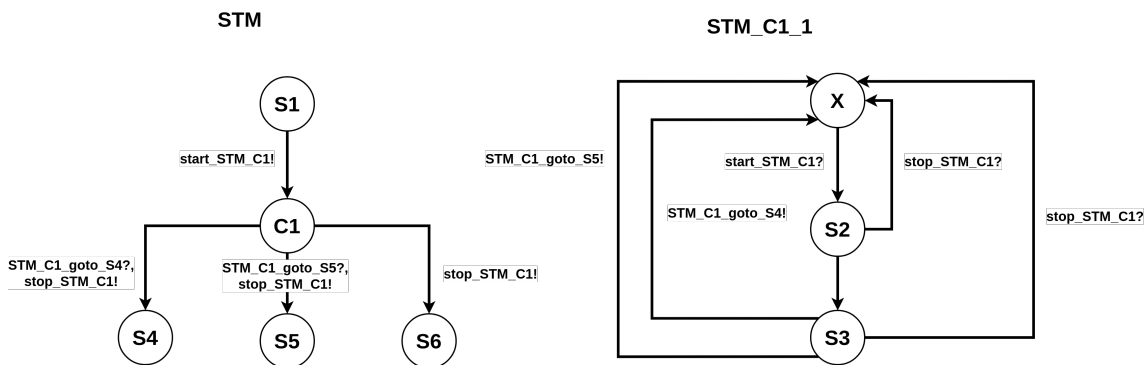 STM
STM_C1_1
S1
X
start_STM_C1!
STM_C1_goto_S5!
start_STM_C1?
stop_STM_C1?
C1
STM_C1_goto_S4!
stop_STM_C1?
S2
STM_C1_goto_S4?,
stop_STM_C1!
STM_C1_goto_S5?,
stop_STM_C1!
stop_STM_C1!
S4
S5
S6
S3